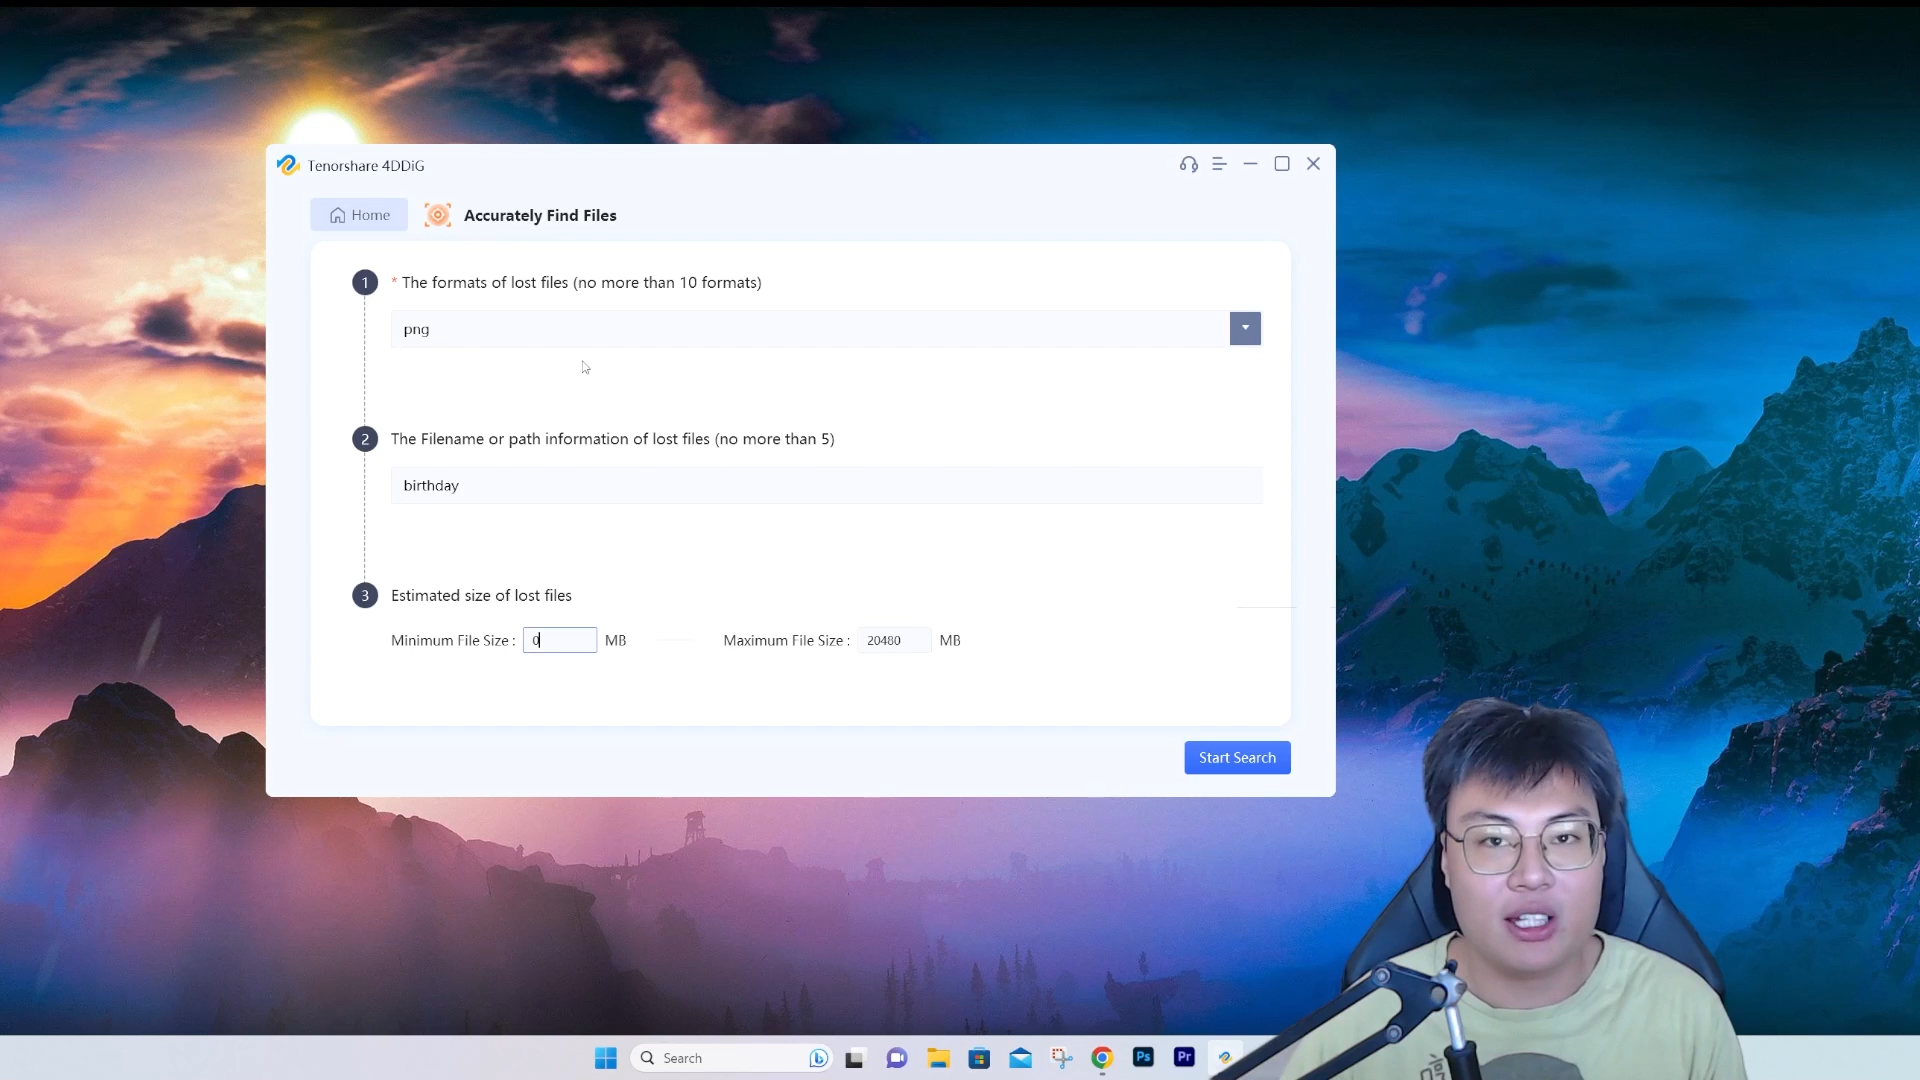 Tenorshare 4DDiG
Home
Accurately Find Files
1 * The formats of lost files (no more than 10 formats)
png
2 The Filename or path information of lost files (no more than 5)
birthday
3 Estimated size of lost files
Minimum File Size : 0 MB Maximum File Size : 20480 MB
Start Search
Search
Ps
Pr